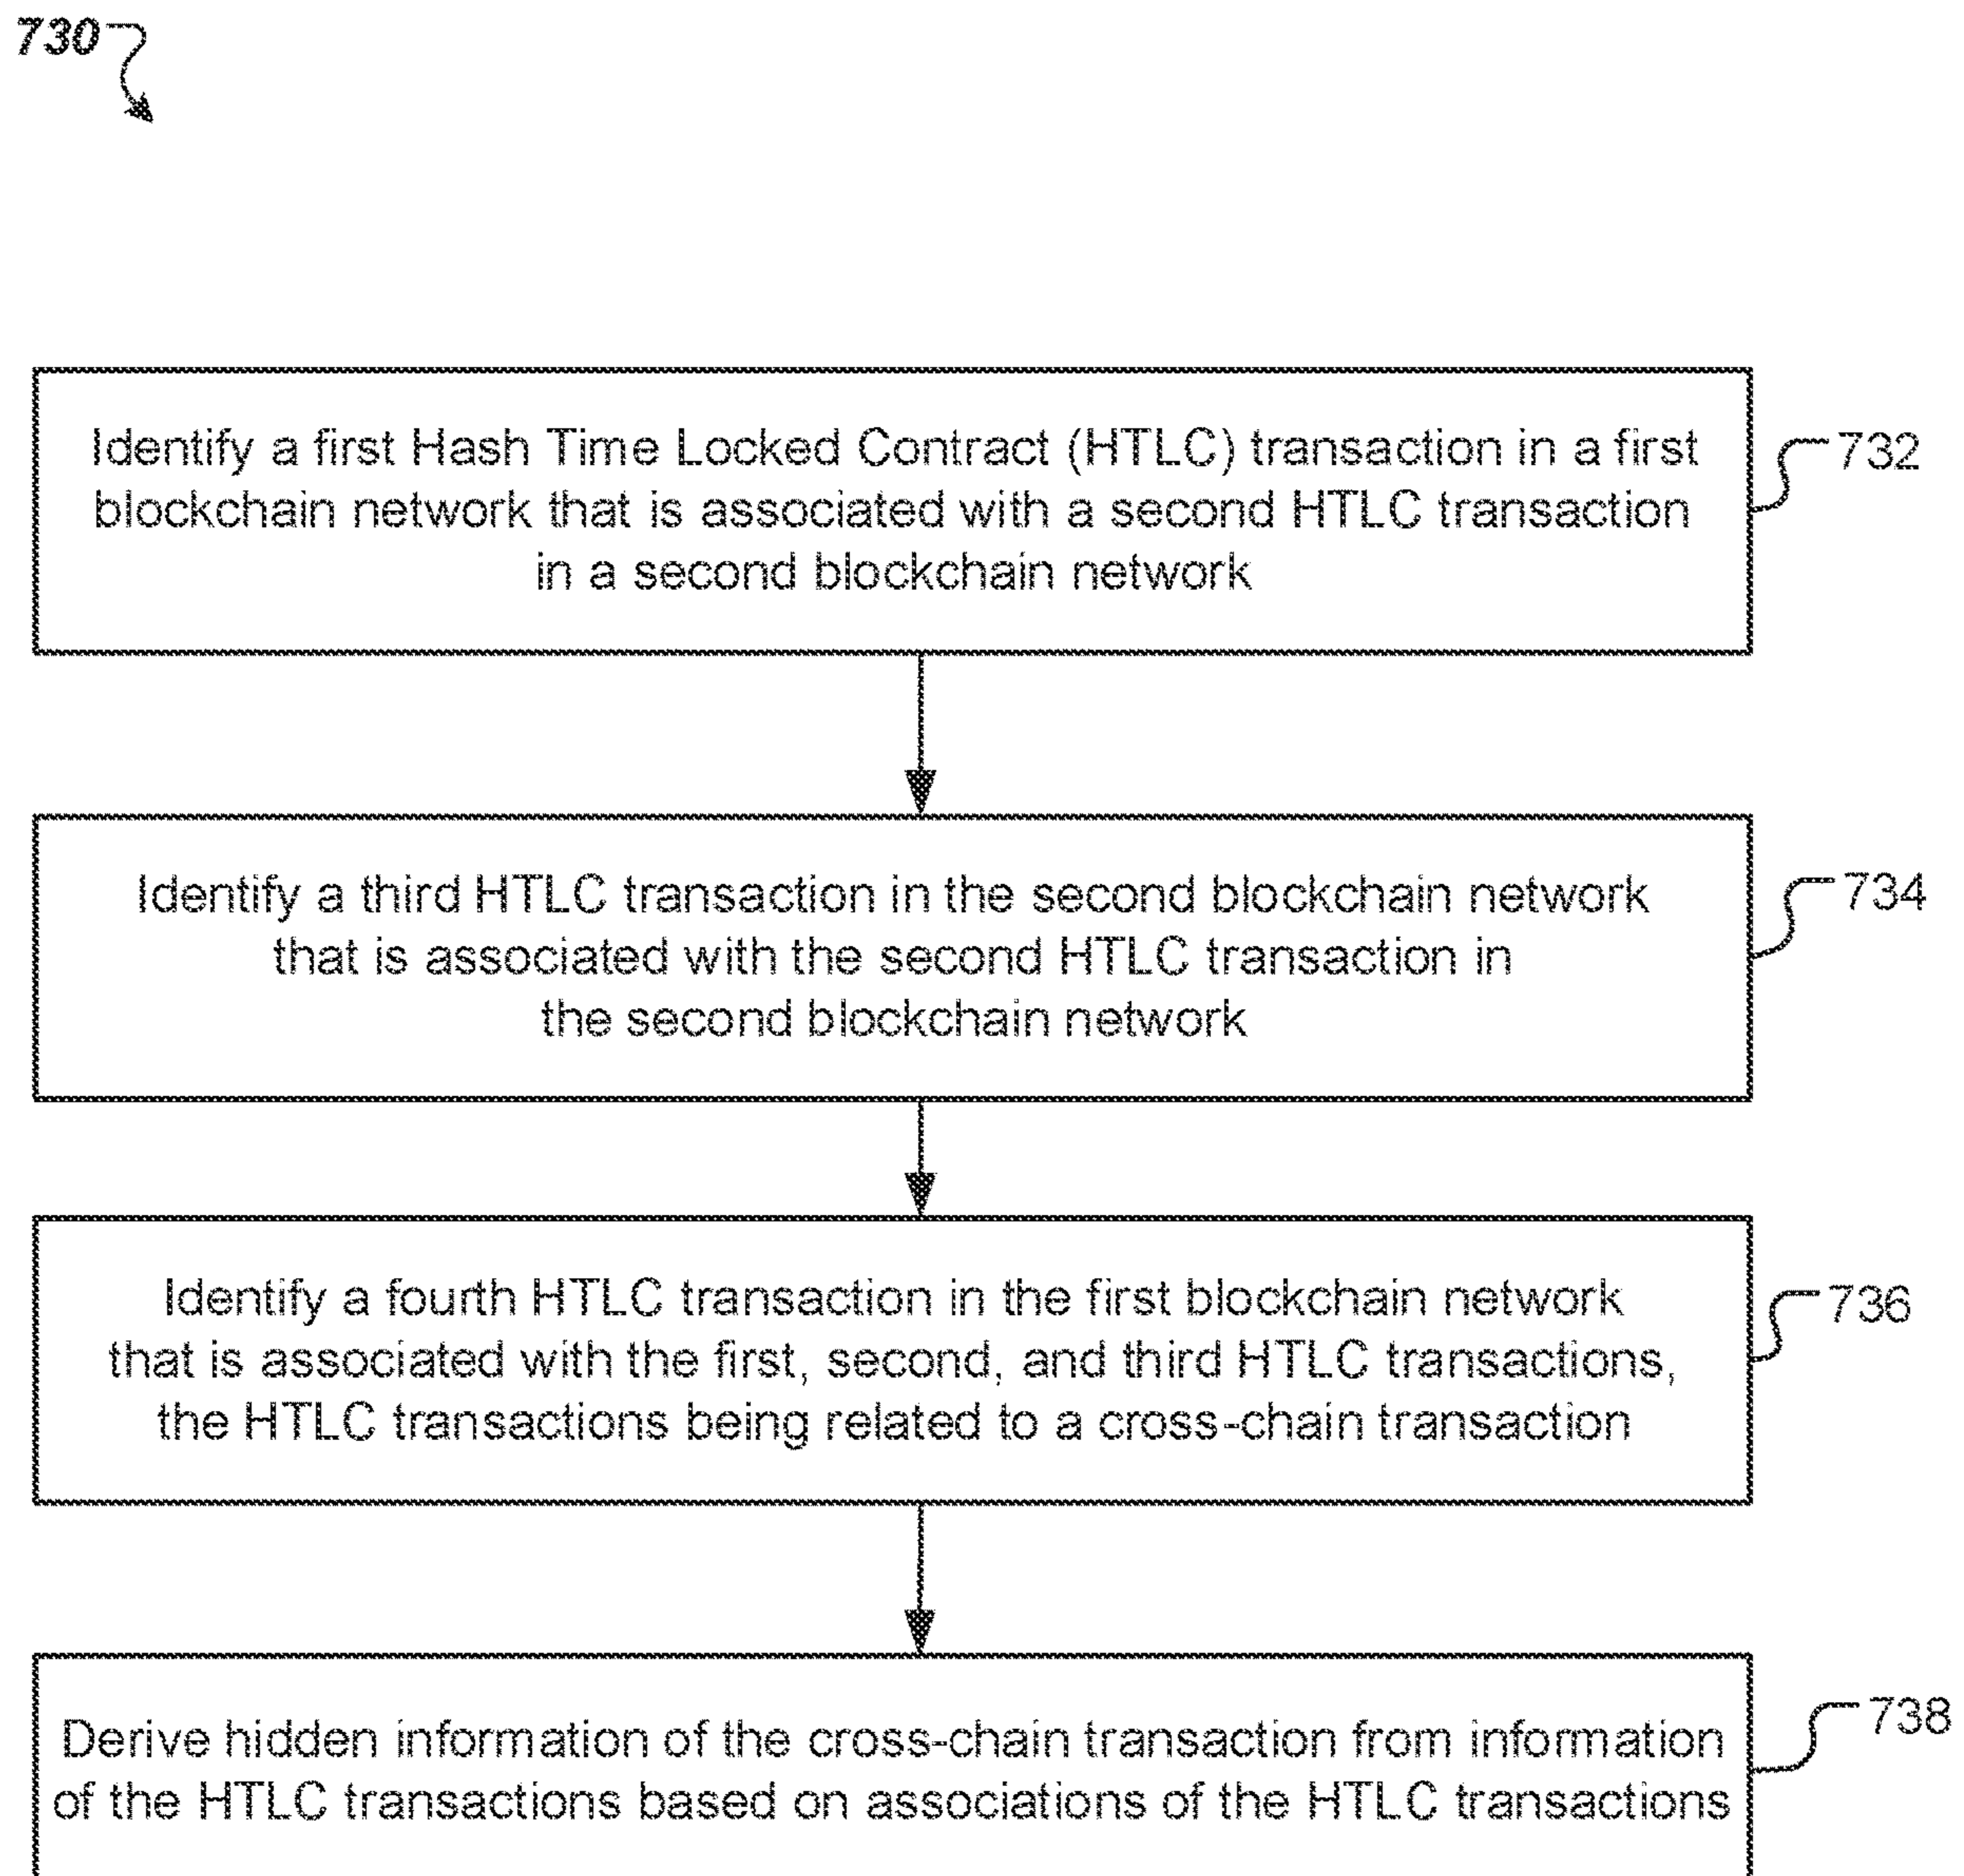 730
Identify a first Hash Time Locked Contract (HTLC) transaction in a first
blockchain network that is associated with a second HTLC transaction
in a second blockchain network
732
Identify a third HTLC transaction in the second blockchain network
that is associated with the second HTLC transaction in
the second blockchain network
734
Identify a fourth HTLC transaction in the first blockchain network
that is associated with the first, second, and third HTLC transactions,
the HTLC transactions being related to a cross-chain transaction
736
Derive hidden information of the cross-chain transaction from information
of the HTLC transactions based on associations of the HTLC transactions
738